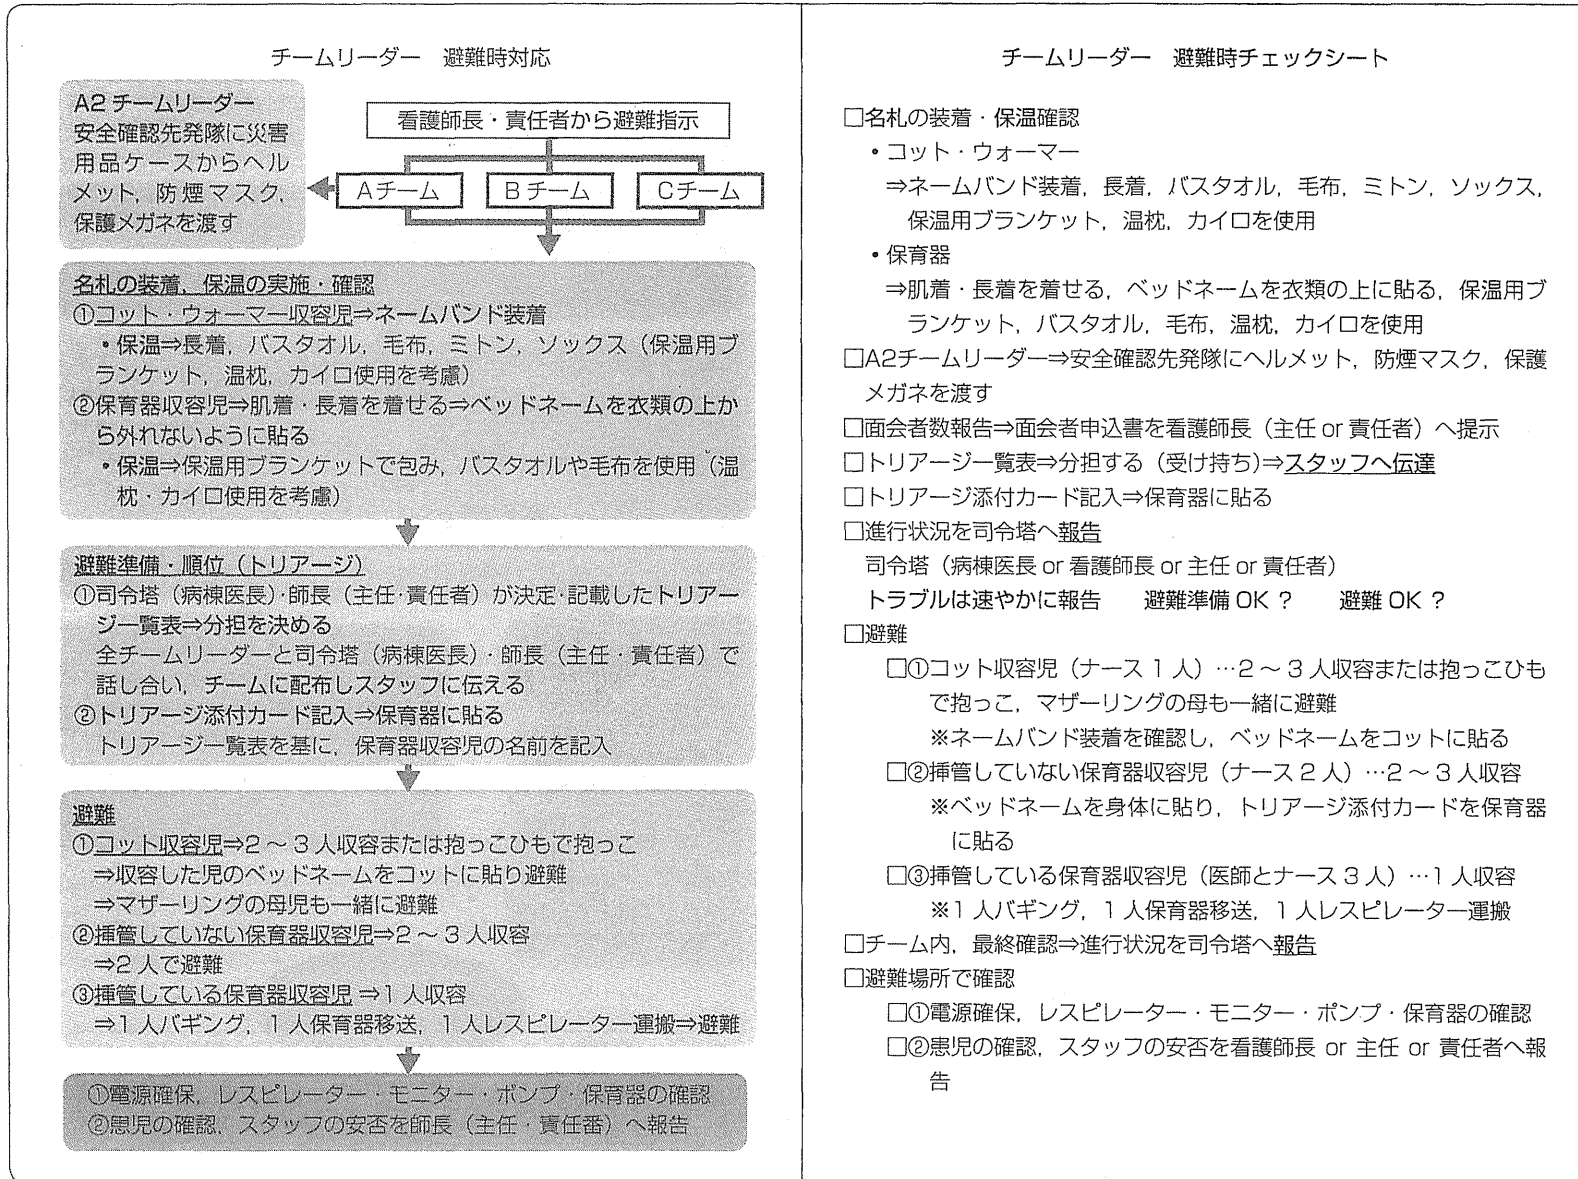 チームリーダー　避難時対応
A2 チームリーダー
安全確認先発隊に災害
用品ケースからヘル
メット，防煙マスク，
保護メガネを渡す
看護師長・責任者から避難指示
Aチーム
Bチーム
Cチーム
名札の装着，保温の実施・確認
①コット・ウォーマー収容児⇒ネームバンド装着
・保温⇒長着，バスタオル，毛布，ミトン，ソックス（保温用ブ
ランケット，温枕，カイロ使用を考慮）
②保育器収容児⇒肌着・長着を着せる⇒ベッドネームを衣類の上か
ら外れないように貼る
・保温⇒保温用ブランケットで包み，バスタオルや毛布を使用（温
枕・カイロ使用を考慮）
避難準備・順位（トリアージ）
①司令塔（病棟医長）・師長（主任・責任者）が決定・記載したトリアー
ジ一覧表⇒分担を決める
全チームリーダーと司令塔（病棟医長）・師長（主任・責任者）で
話し合い，チームに配布しスタッフに伝える
②トリアージ添付カード記入⇒保育器に貼る
トリアージ一覧表を基に，保育器収容児の名前を記入
避難
①コット収容児⇒2～3人収容または抱っこひもで抱っこ
⇒収容した児のベッドネームをコットに貼り避難
⇒マザーリングの母児も一緒に避難
②挿管していない保育器収容児⇒2～3人収容
⇒2人で避難
③挿管している保育器収容児⇒1人収容
⇒1人バギング，1人保育器移送，1人レスピレーター運搬⇒避難
①電源確保，レスピレーター・モニター・ポンプ・保育器の確認
②患児の確認，スタッフの安否を師長（主任・責任番）へ報告
チームリーダー　避難時チェックシート
□名札の装着・保温確認
・コット・ウォーマー
⇒ネームバンド装着，長着，バスタオル，毛布，ミトン，ソックス，
保温用ブランケット，温枕，カイロを使用
・保育器
⇒肌着・長着を着せる，ベッドネームを衣類の上に貼る，保温用ブ
ランケット，バスタオル，毛布，温枕，カイロを使用
□A2チームリーダー⇒安全確認先発隊にヘルメット，防煙マスク，保護
メガネを渡す
□面会者数報告⇒面会者申込書を看護師長（主任 or 責任者）へ提示
□トリアージ一覧表⇒分担する（受け持ち）⇒スタッフへ伝達
□トリアージ添付カード記入⇒保育器に貼る
□進行状況を司令塔へ報告
司令塔（病棟医長 or 看護師長 or 主任 or 責任者）
トラブルは速やかに報告　避難準備 OK？　避難 OK？
□避難
□①コット収容児（ナース1人）…2～3人収容または抱っこひも
で抱っこ，マザーリングの母も一緒に避難
※ネームバンド装着を確認し，ベッドネームをコットに貼る
□②挿管していない保育器収容児（ナース2人）…2～3人収容
※ベッドネームを身体に貼り，トリアージ添付カードを保育器
に貼る
□③挿管している保育器収容児（医師とナース3人）…1人収容
※1人バギング，1人保育器移送，1人レスピレーター運搬
□チーム内，最終確認⇒進行状況を司令塔へ報告
□避難場所で確認
□①電源確保，レスピレーター・モニター・ポンプ・保育器の確認
□②患児の確認，スタッフの安否を看護師長 or 主任 or 責任者へ報
告